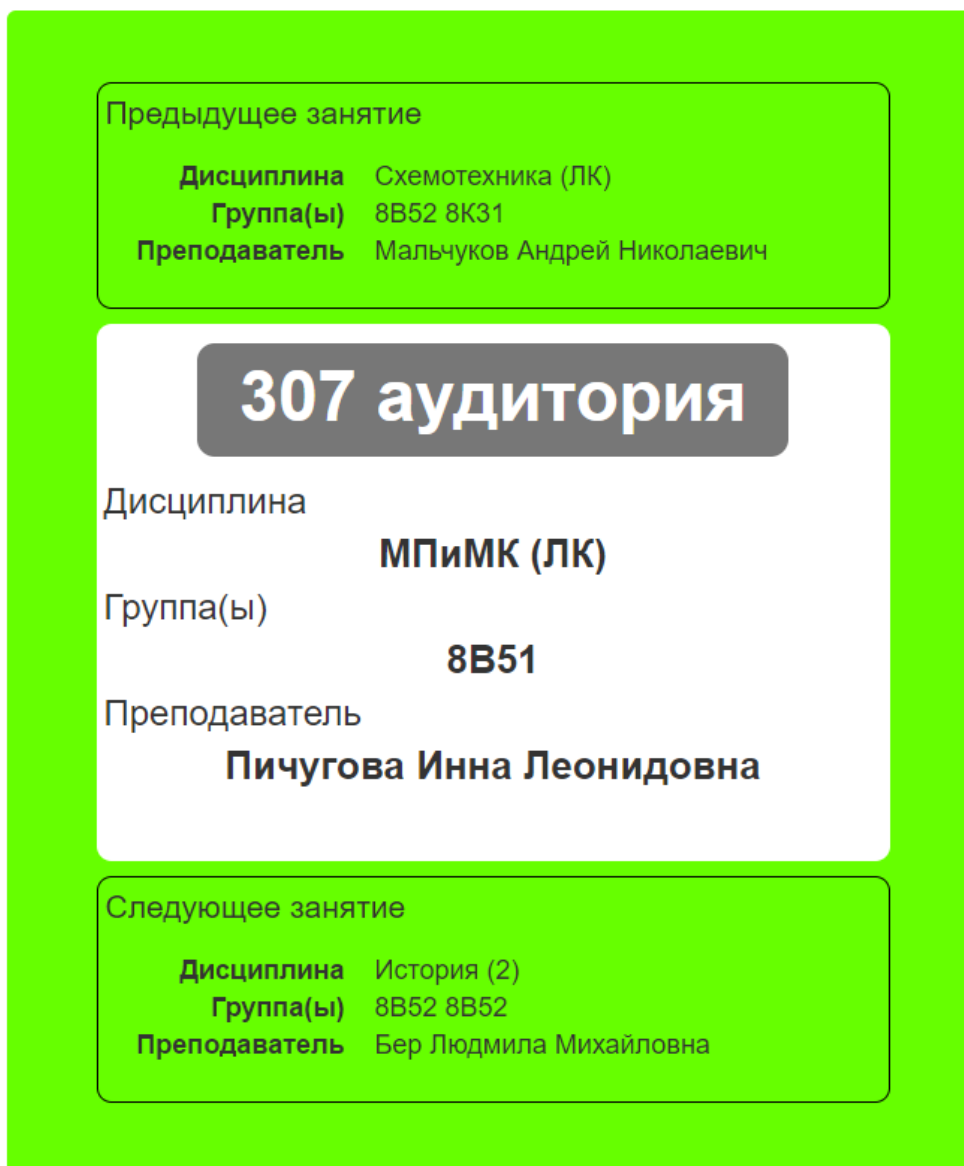 Предыдущее занятие
Дисциплина Схемотехника (ЛК)
Группа(ы) 8В52 8К31
Преподаватель Мальчуков Андрей Николаевич
307 аудитория
Дисциплина
МПиМК (ЛК)
Группа(ы)
8В51
Преподаватель
Пичугова Инна Леонидовна
Следующее занятие
Дисциплина История (2)
Группа(ы) 8В52 8В52
Преподаватель Бер Людмила Михайловна